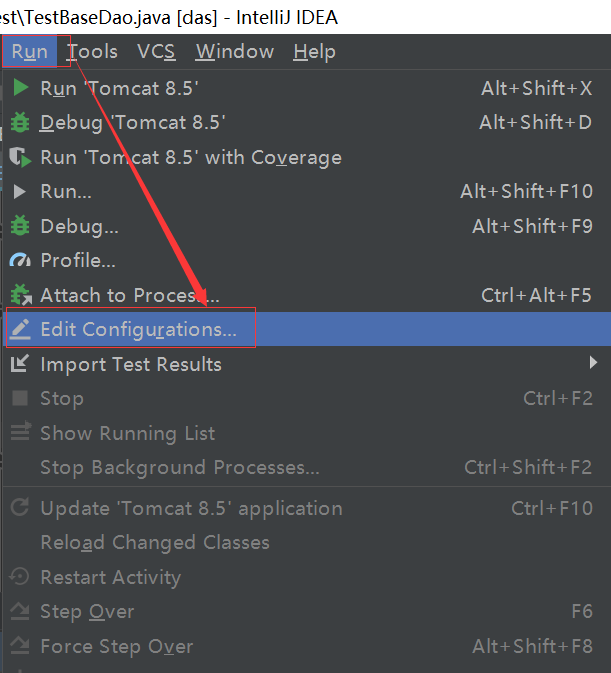 est\TestBaseDao.java [das] - IntelliJ IDEA
Run Tools VCS Window Help
Run 'Tomcat 8.5' Alt+Shift+X
Debug 'Tomcat 8.5' Alt+Shift+D
Run 'Tomcat 8.5' with Coverage
Run... Alt+Shift+F10
Debug... Alt+Shift+F9
Profile...
Attach to Process... Ctrl+Alt+F5
Edit Configurations...
Import Test Results
Stop Ctrl+F2
Show Running List
Stop Background Processes... Ctrl+Shift+F2
Update 'Tomcat 8.5' application Ctrl+F10
Reload Changed Classes
Restart Activity
Step Over F6
Force Step Over Alt+Shift+F8